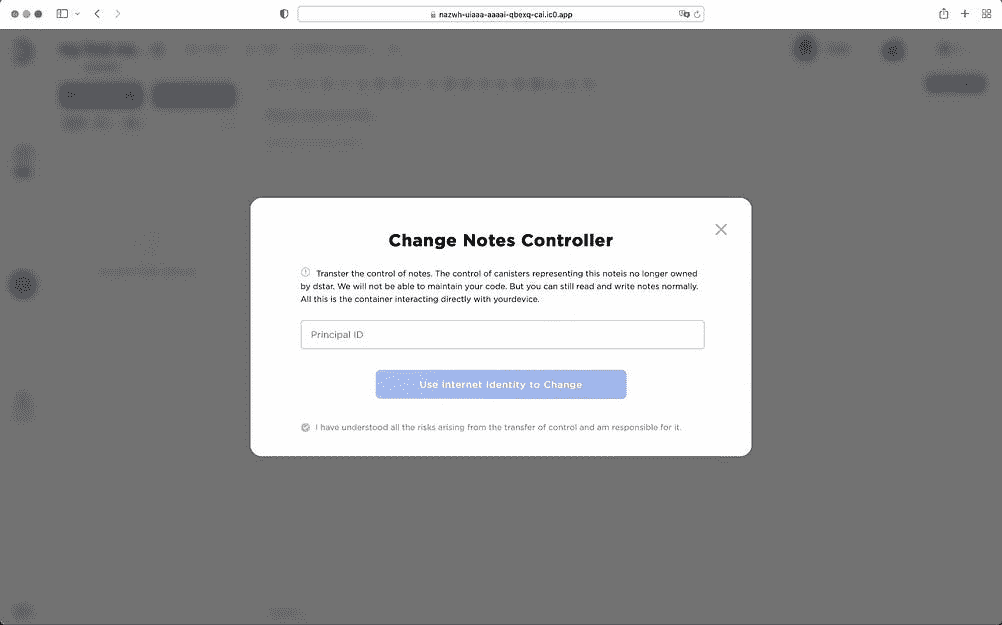 nazwh-uiaaa-aaaai-qbexq-cai.ic0.app
Change Notes Controller
Transter the control of notes. The control of canisters representing this noteis no longer owned
by dstar. We will not be able to maintain your code. But you can still read and write notes normally.
All this is the container interacting directly with yourdevice.
Principal ID
Use Internet Identity to Change
I have understood all the risks arising from the transfer of control and am responsible for it.